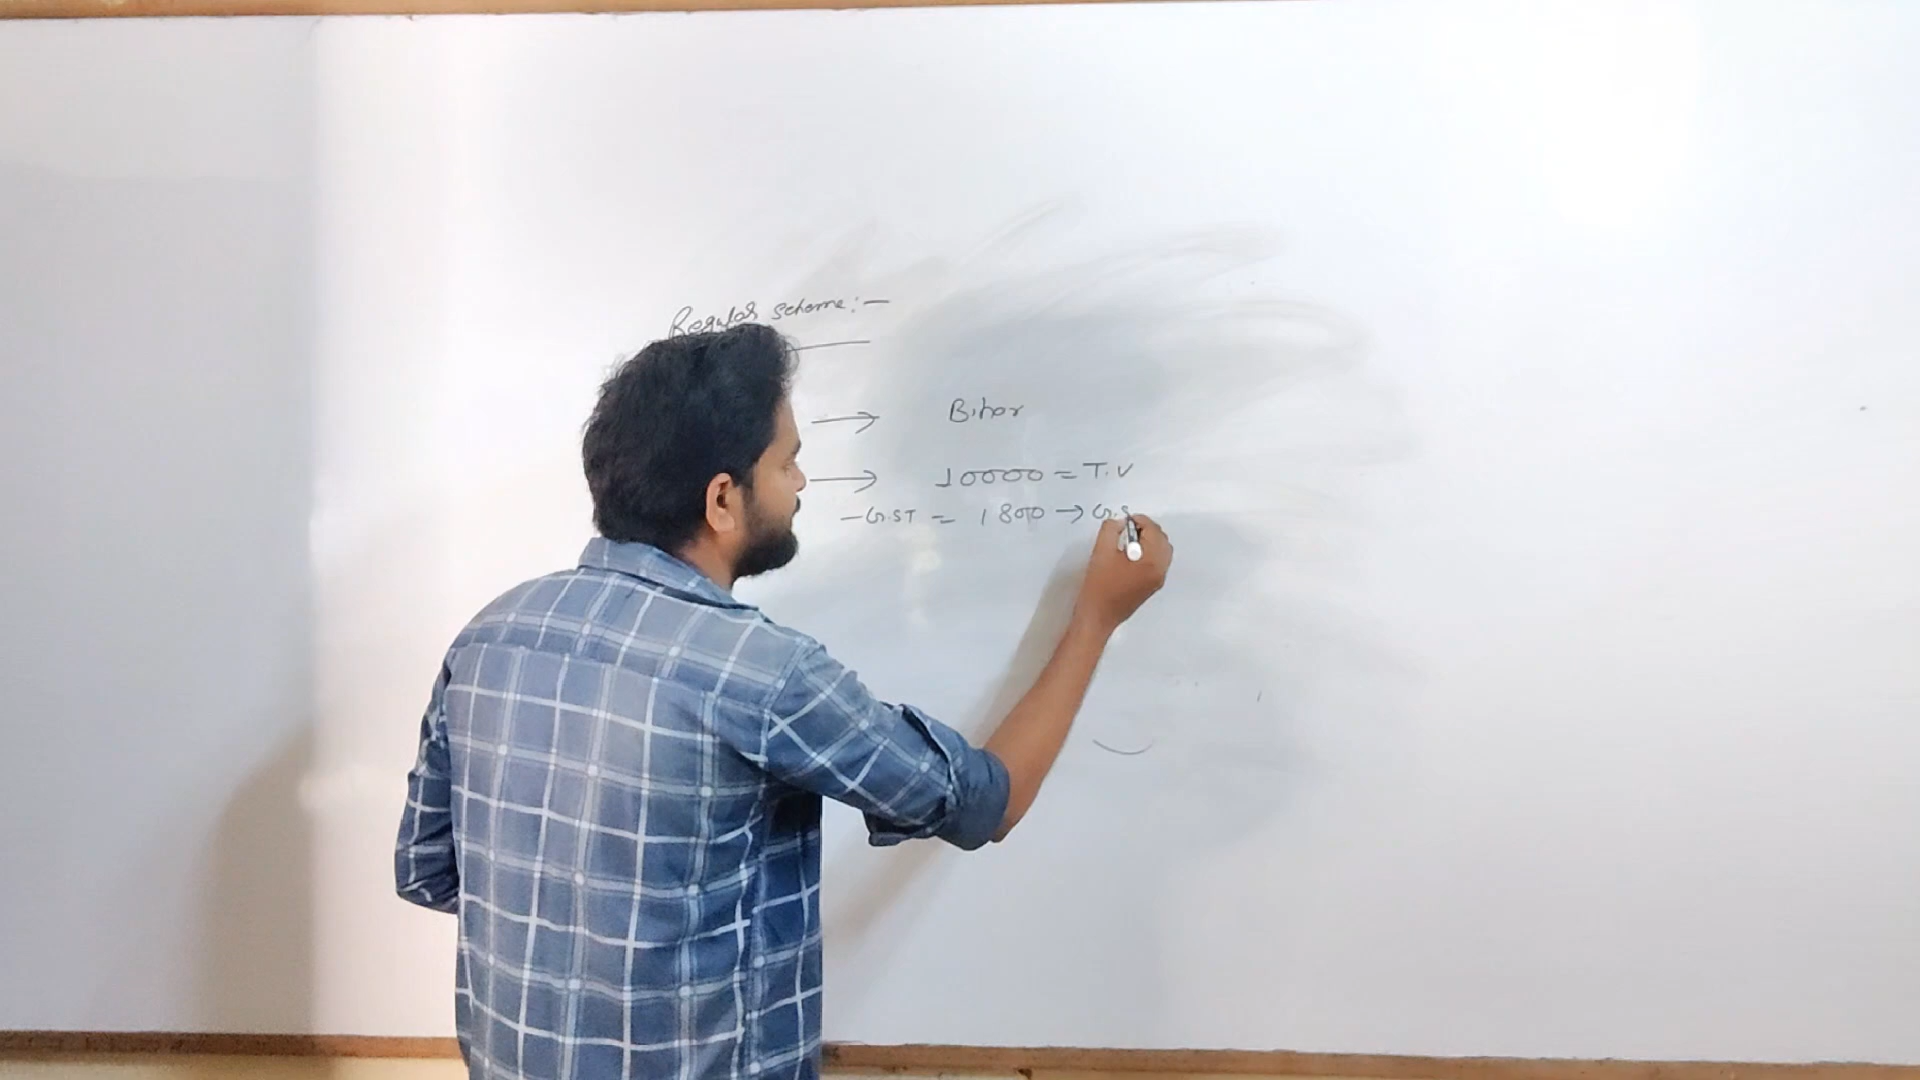 Regular scheme:-
→ Bihar
→ 10000 = T.V
- G.ST = 1800 → G.S